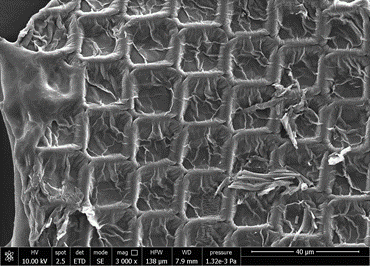 HV spot det mode mag HFW WD pressure 40 µm
10.00 kV 2.5 ETD SE 3 000 x 138 µm 7.9 mm 1.32e-3 Pa